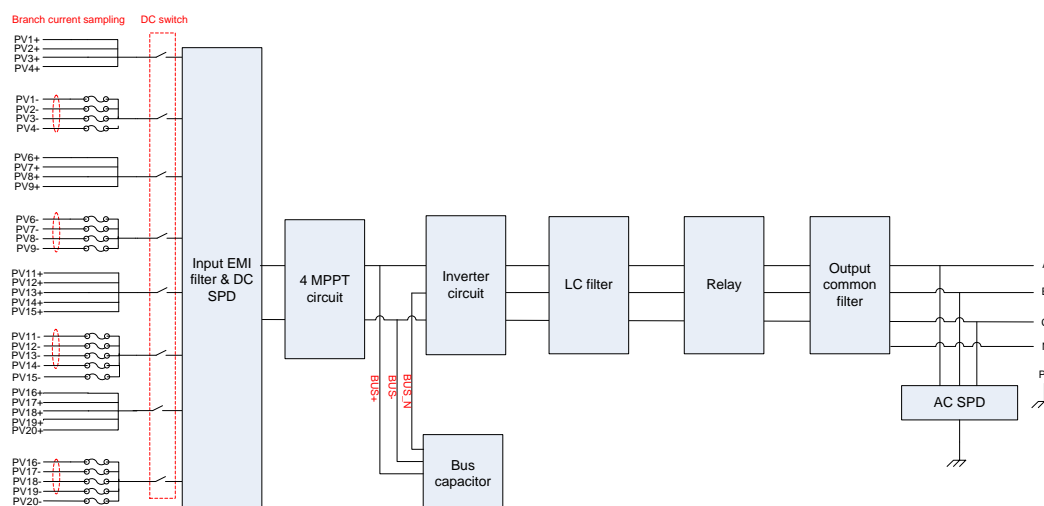 Branch current sampling
DC switch
PV1+
PV2+
PV3+
PV4+
PV1-
PV2-
PV3-
PV4-
PV6+
PV7+
PV8+
PV9+
PV6-
PV7-
PV8-
PV9-
PV11+
PV12+
PV13+
PV14+
PV15+
PV11-
PV12-
PV13-
PV14-
PV15-
PV16+
PV17+
PV18+
PV19+
PV20+
PV16-
PV17-
PV18-
PV19-
PV20-
Input EMI
filter & DC
SPD
4 MPPT
circuit
BUS+
BUS-
BUS_N
Bus
capacitor
Inverter
circuit
LC filter
Relay
Output
common
filter
AC SPD